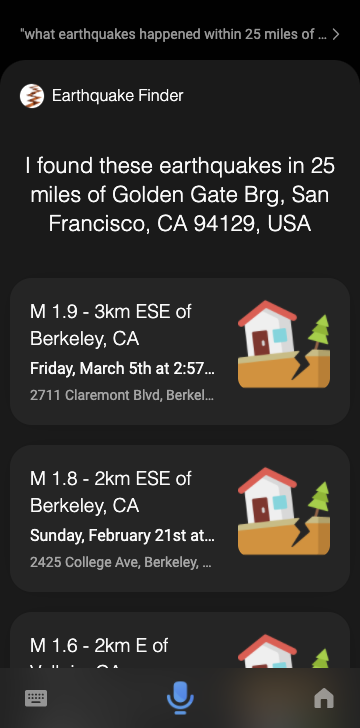 "what earthquakes happened within 25 miles of ...
Earthquake Finder
I found these earthquakes in 25
miles of Golden Gate Brg, San
Francisco, CA 94129, USA
M 1.9 - 3km ESE of
Berkeley, CA
Friday, March 5th at 2:57...
2711 Claremont Blvd, Berkel...
M 1.8 - 2km ESE of
Berkeley, CA
Sunday, February 21st at...
2425 College Ave, Berkeley, ...
M 1.6 - 2km E of
CA